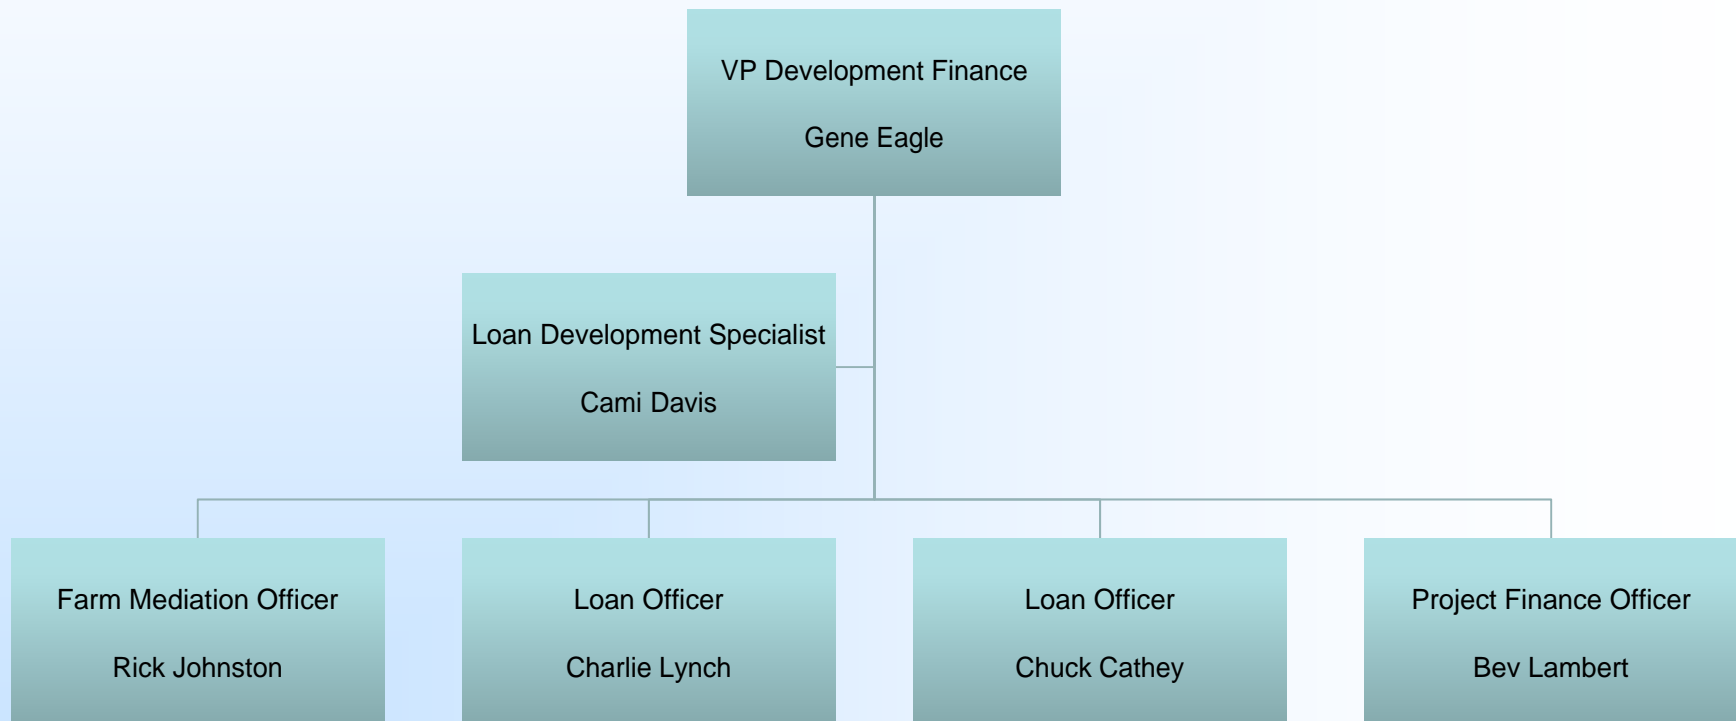 VP Development Finance
Gene Eagle
Loan Development Specialist
Cami Davis
Farm Mediation Officer
Rick Johnston
Loan Officer
Charlie Lynch
Loan Officer
Chuck Cathey
Project Finance Officer
Bev Lambert